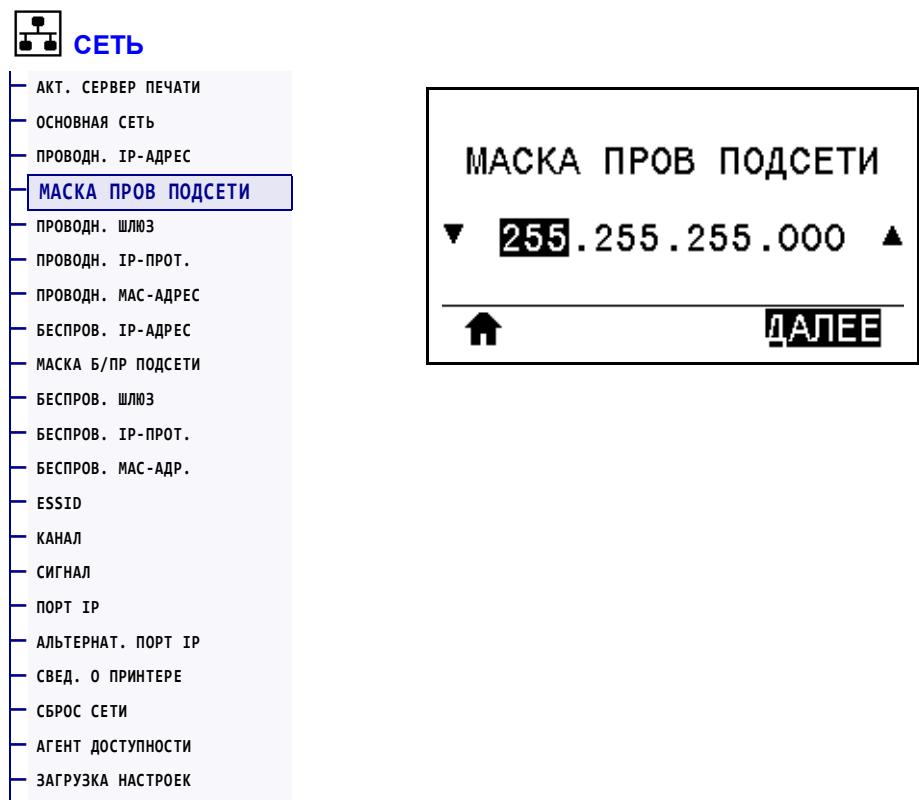 СЕТЬ
АКТ. СЕРВЕР ПЕЧАТИ
ОСНОВНАЯ СЕТЬ
ПРОВОДН. IP-АДРЕС
МАСКА ПРОВ ПОДСЕТИ
ПРОВОДН. ШЛЮЗ
ПРОВОДН. IP-ПРОТ.
ПРОВОДН. MAC-АДРЕС
БЕСПРОВ. IP-АДРЕС
МАСКА Б/ПР ПОДСЕТИ
БЕСПРОВ. ШЛЮЗ
БЕСПРОВ. IP-ПРОТ.
БЕСПРОВ. MAC-АДР.
ESSID
КАНАЛ
СИГНАЛ
ПОРТ IP
АЛЬТЕРНАТ. ПОРТ IP
СВЕД. О ПРИНТЕРЕ
СБРОС СЕТИ
АГЕНТ ДОСТУПНОСТИ
ЗАГРУЗКА НАСТРОЕК
МАСКА ПРОВ ПОДСЕТИ
255.255.255.000
ДАЛЕЕ